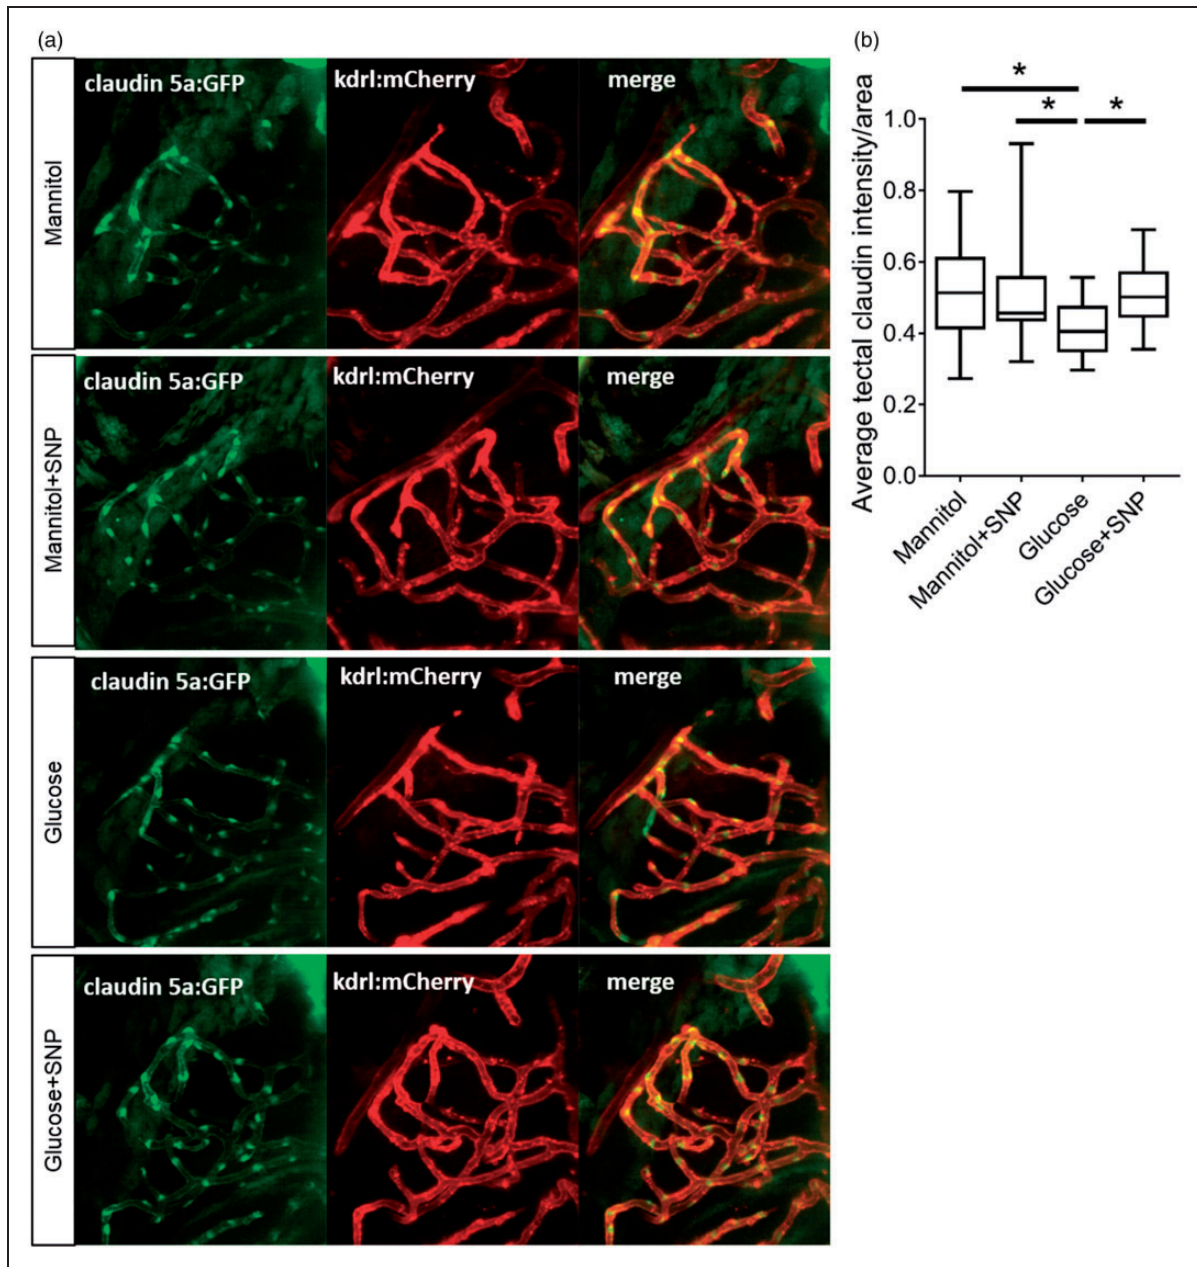 (a)
Mannitol
claudin 5a:GFP
kdrl:mCherry
merge
Mannitol+SNP
claudin 5a:GFP
kdrl:mCherry
merge
Glucose
claudin 5a:GFP
kdrl:mCherry
merge
Glucose+SNP
claudin 5a:GFP
kdrl:mCherry
merge
(b)
Average tectal claudin intensity/area
*
*
*
1.0
0.8
0.6
0.4
0.2
0.0
Mannitol
Mannitol+SNP
Glucose
Glucose+SNP